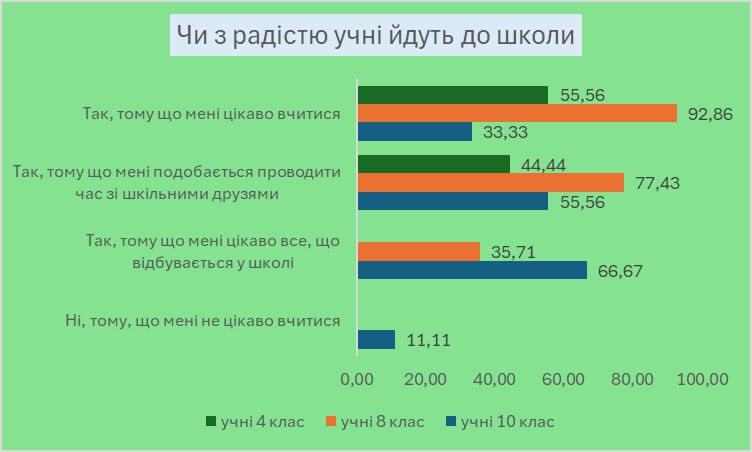 Чи з радістю учні йдуть до школи
Так, тому що мені цікаво вчитися
55,56
92,86
33,33
Так, тому що мені подобається проводити
час зі шкільними друзями
44,44
77,43
55,56
Так, тому що мені цікаво все, що
відбувається у школі
35,71
66,67
Ні, тому, що мені не цікаво вчитися
11,11
0,00 20,00 40,00 60,00 80,00 100,00
учні 4 клас учні 8 клас учні 10 клас